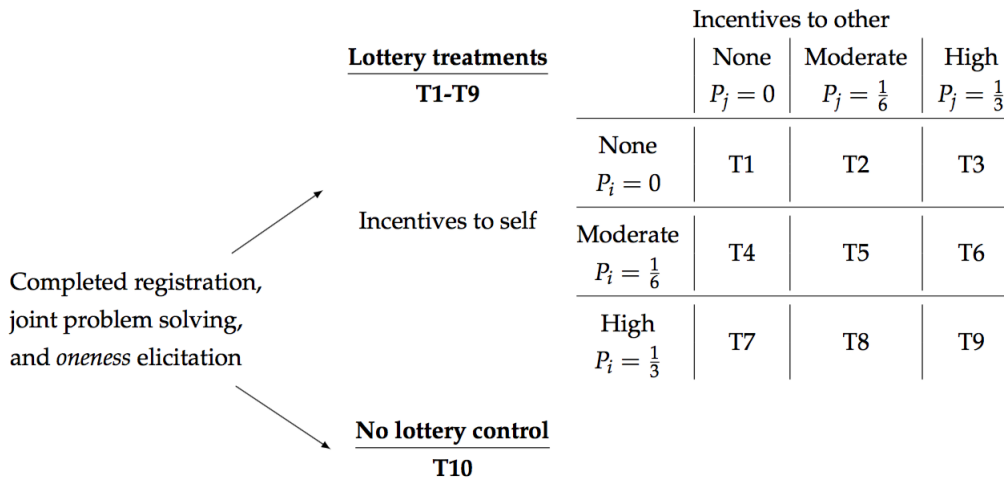 Incentives to other
Lottery treatments
T1-T9
None Moderate High
P_j = 0 P_j = 1/6 P_j = 1/3
None
P_i = 0
T1 T2 T3
Incentives to self
Moderate
P_i = 1/6
T4 T5 T6
High
P_i = 1/3
T7 T8 T9
Completed registration,
joint problem solving,
and oneness elicitation
No lottery control
T10